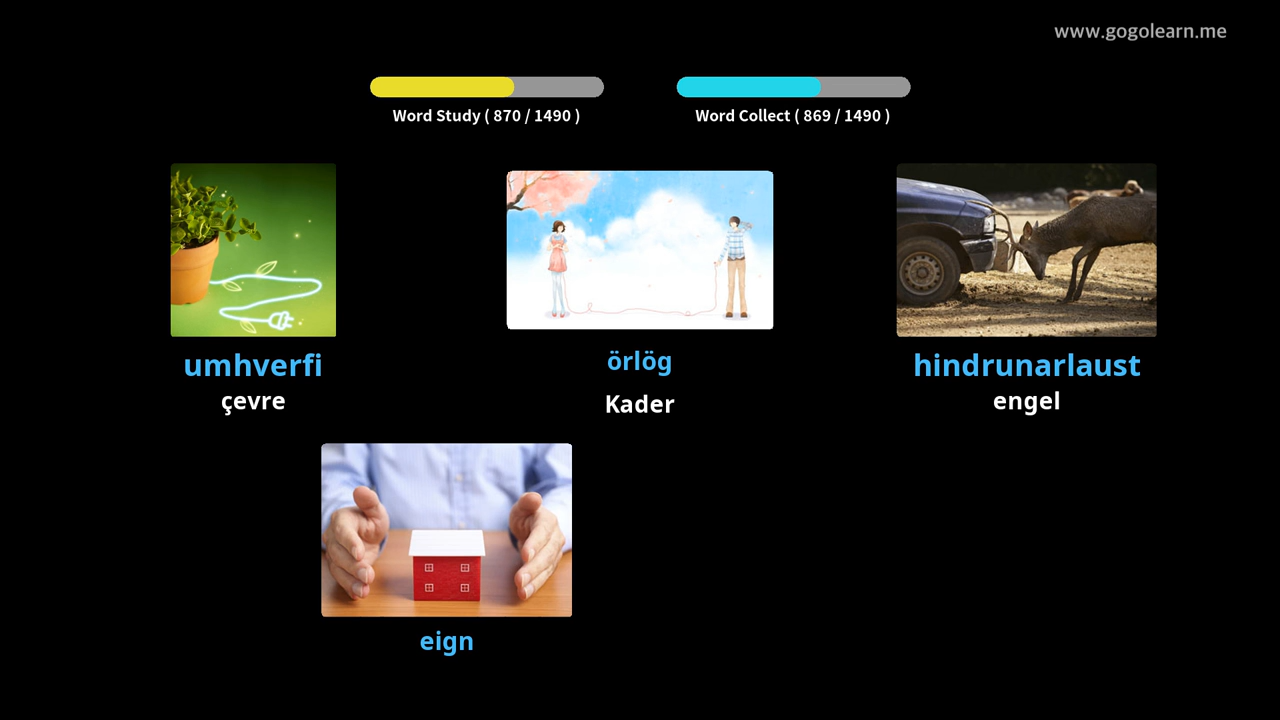 www.gogolearn.me
Word Study ( 870 / 1490 )
Word Collect ( 869 / 1490 )
umhverfi
çevre
örlög
Kader
hindrunarlaust
engel
eign